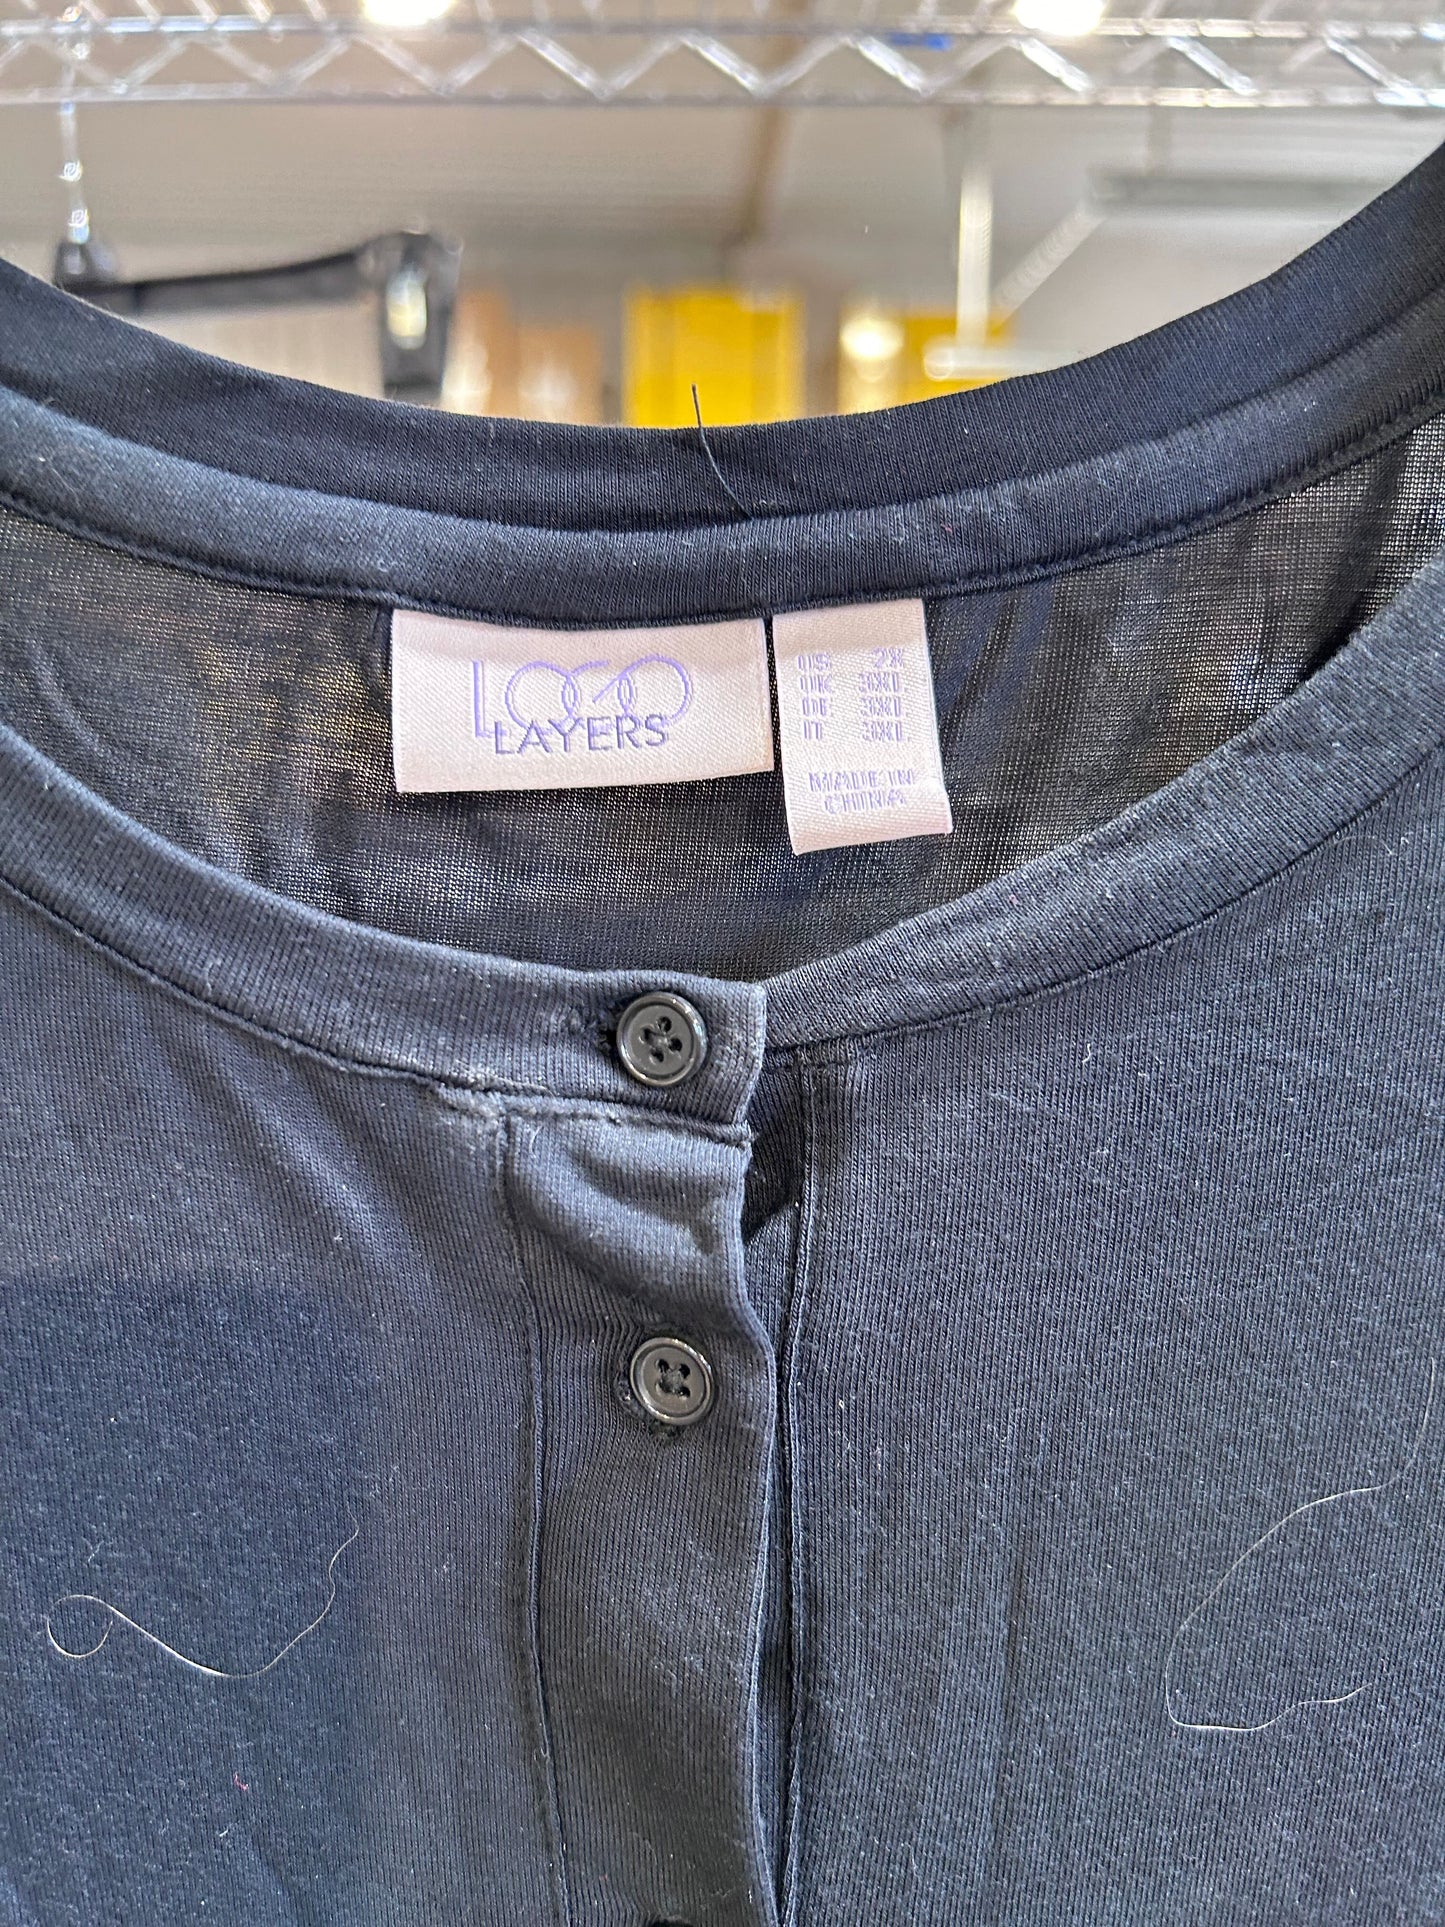 LOGO
LAYERS
US 2X
UK 3XL
DE 3XL
IT 3XL
MADE IN
CHINA